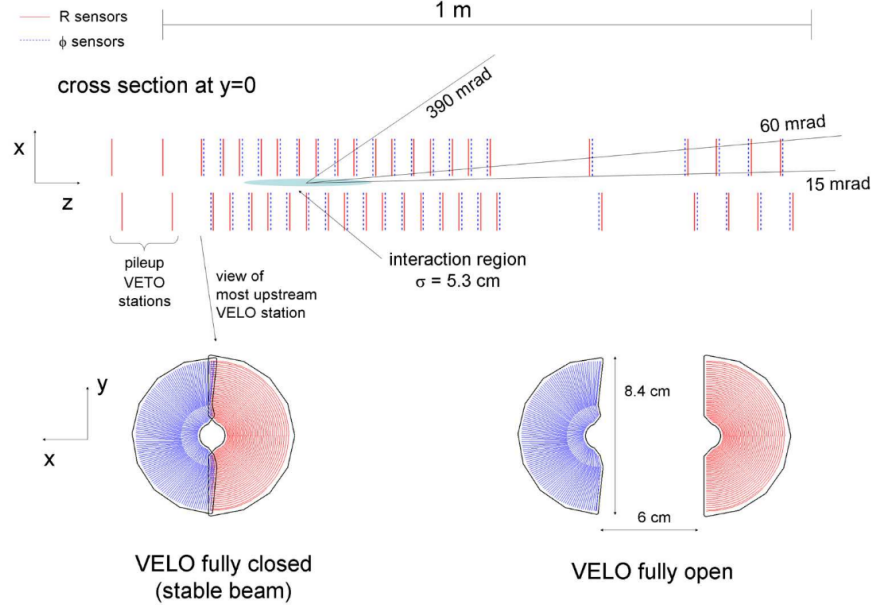 R sensors
ϕ sensors
1 m
cross section at y=0
390 mrad
60 mrad
15 mrad
x
z
pileup
VETO
stations
view of
most upstream
VELO station
interaction region
σ = 5.3 cm
y
x
8.4 cm
6 cm
VELO fully closed
(stable beam)
VELO fully open